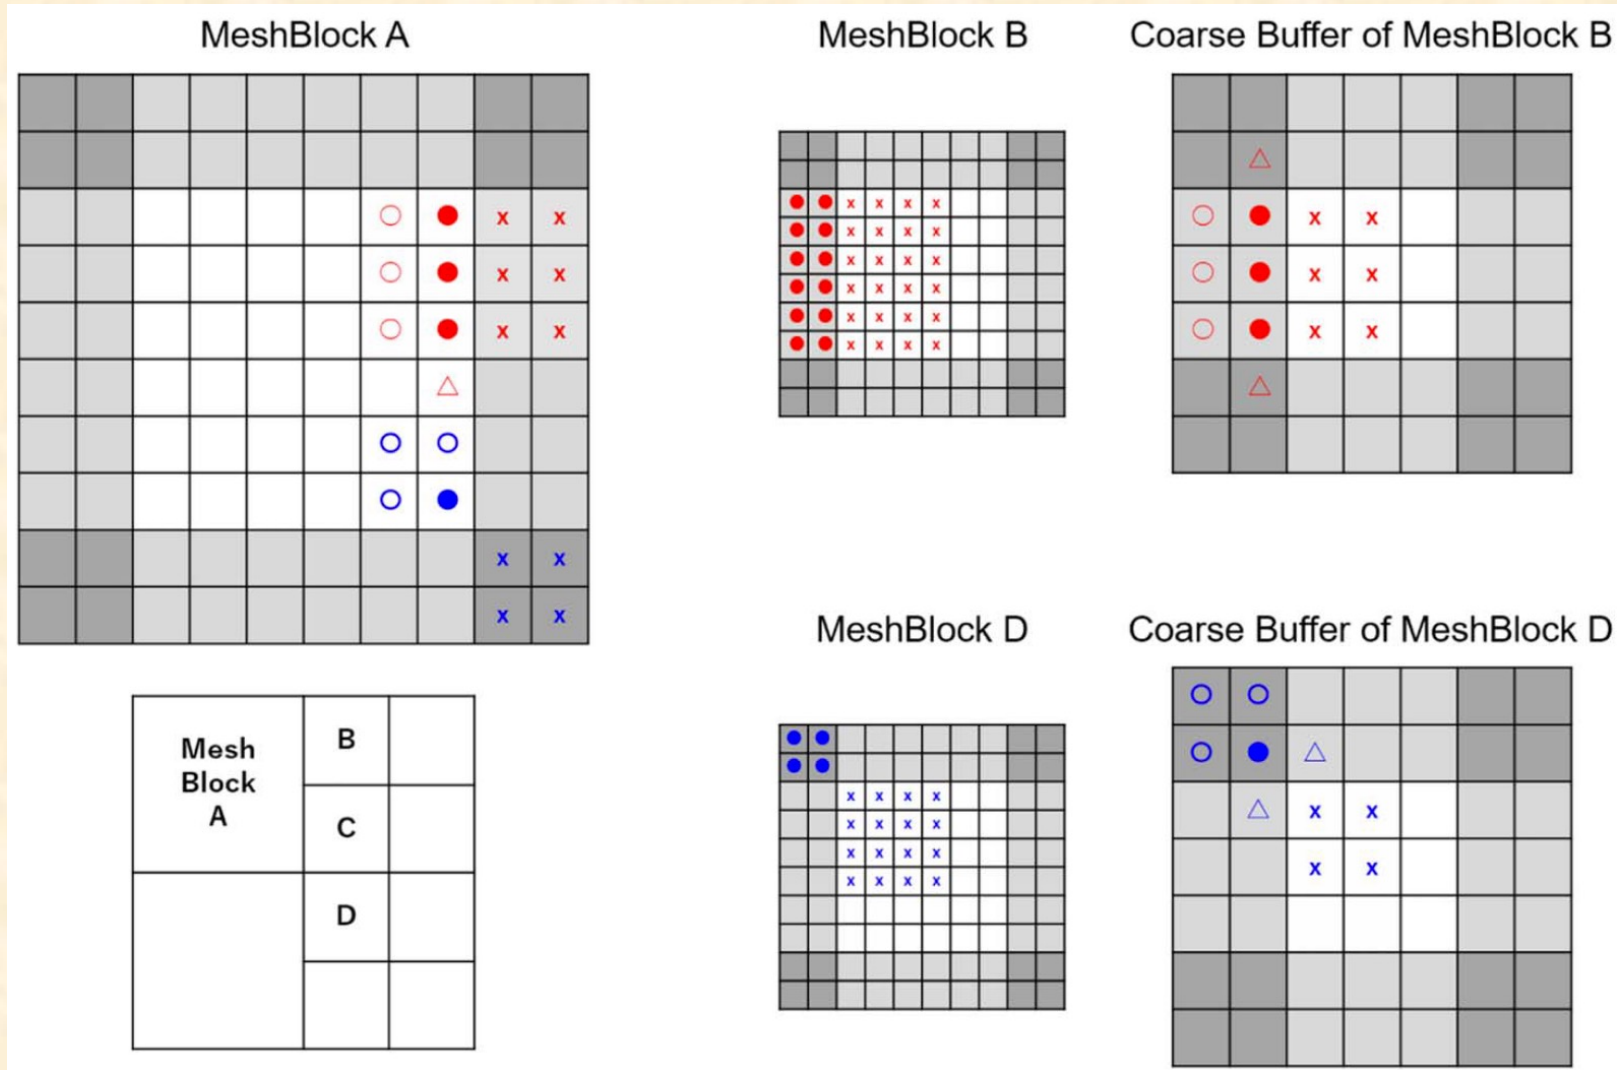 MeshBlock A
MeshBlock B
Coarse Buffer of MeshBlock B
MeshBlock D
Coarse Buffer of MeshBlock D
Mesh
Block
A
B
C
D